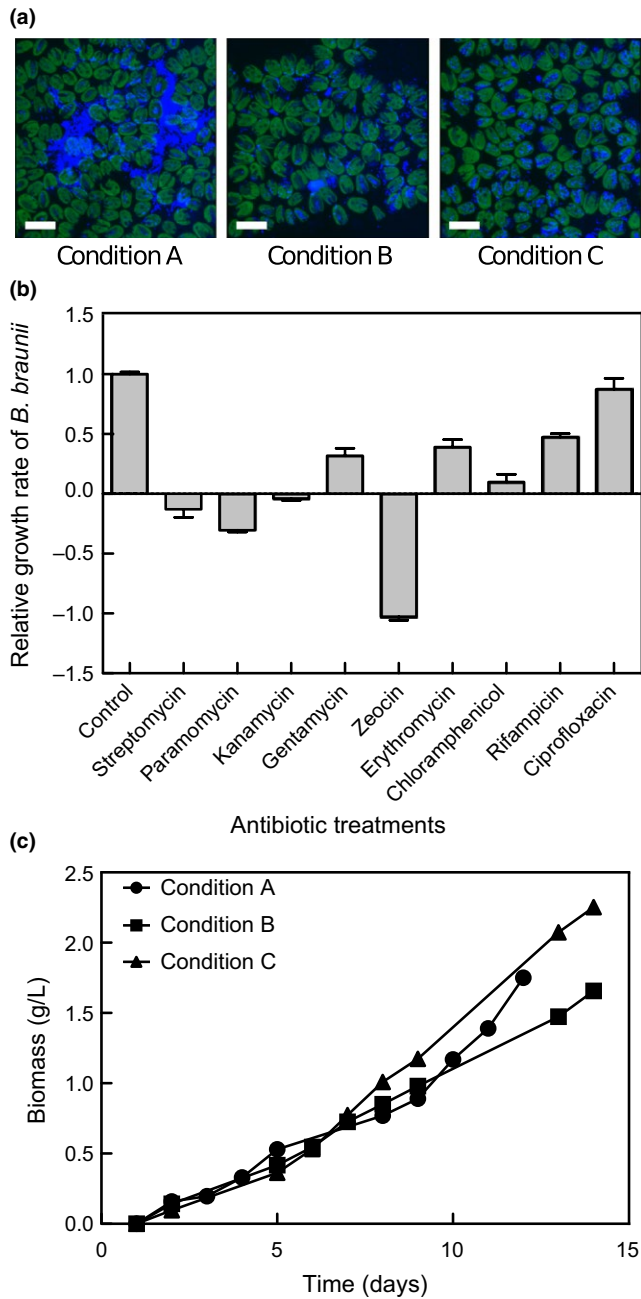 (a)
Condition A
Condition B
Condition C
(b)
Relative growth rate of B. braunii
1.5
1.0
0.5
0.0
–0.5
–1.0
–1.5
Control
Streptomycin
Paramomycin
Kanamycin
Gentamycin
Zeocin
Erythromycin
Chloramphenicol
Rifampicin
Ciprofloxacin
Antibiotic treatments
(c)
Biomass (g/L)
2.5
2.0
1.5
1.0
0.5
0.0
Condition A
Condition B
Condition C
0
5
10
15
Time (days)